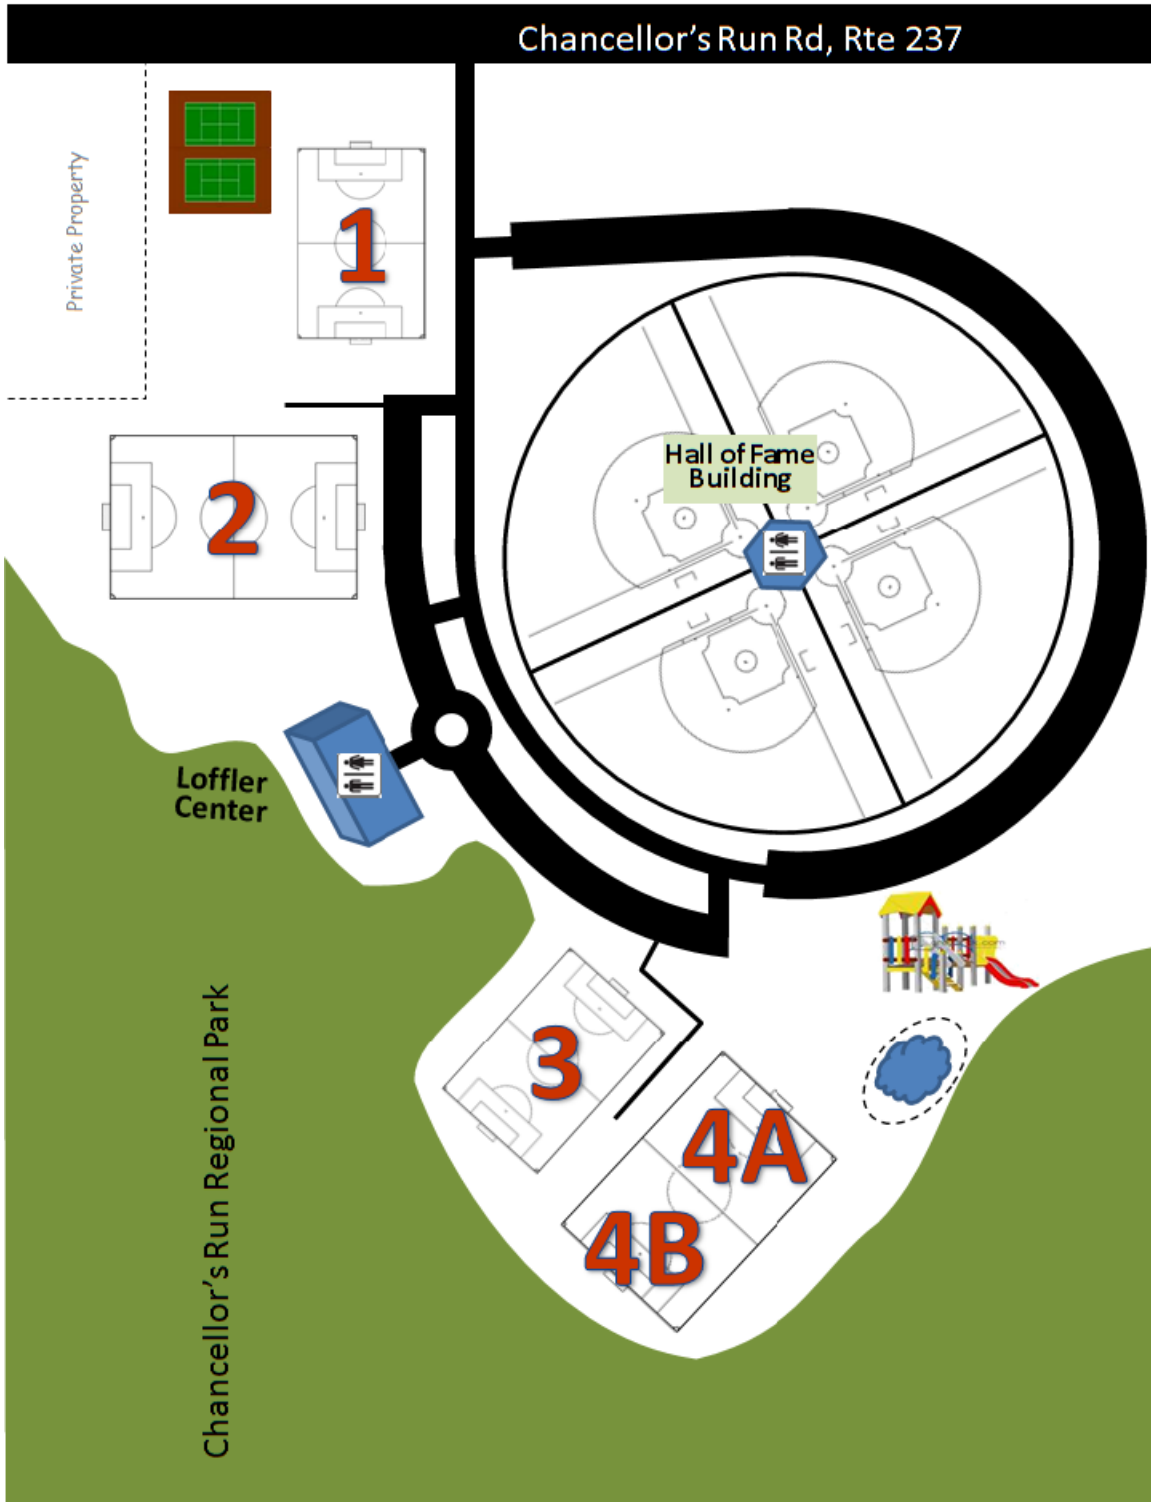 Chancellor's Run Rd, Rte 237
Private Property
1
Hall of Fame
Building
2
Loffler
Center
3
4A
4B
Chancellor's Run Regional Park